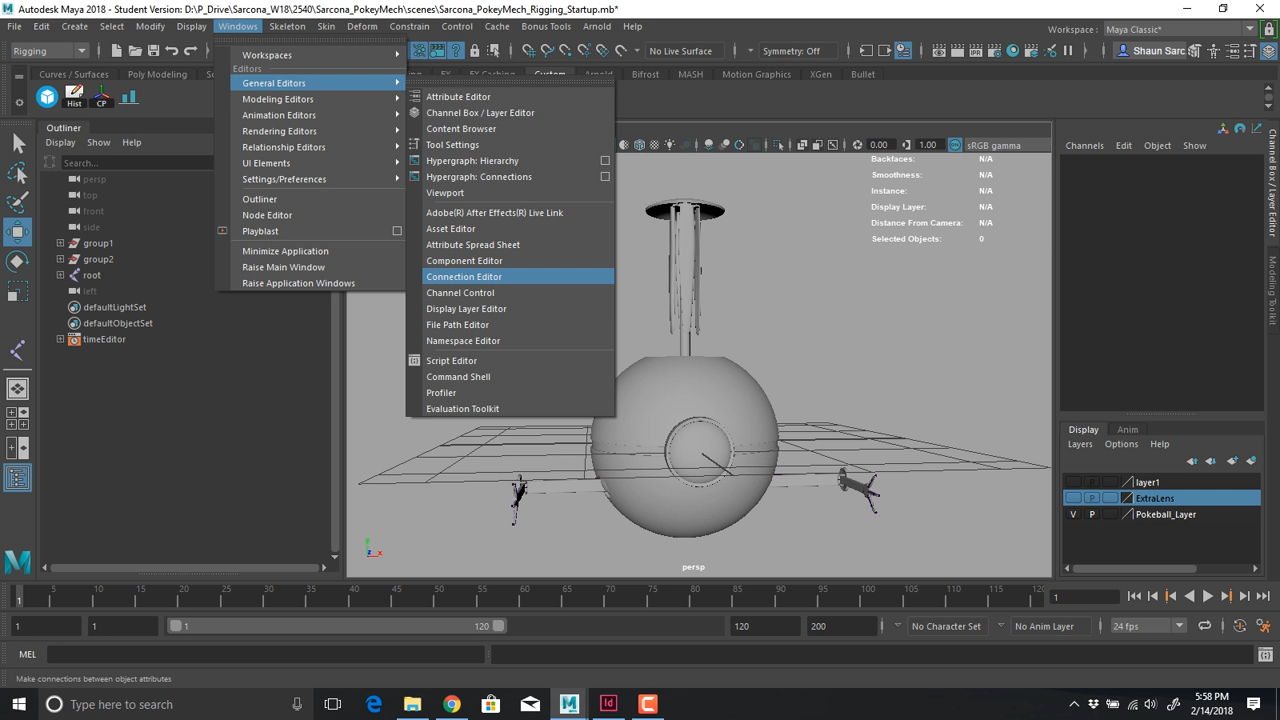 Autodesk Maya 2018 - Student Version: D:\P_Drive\Sarcona_W18\2540\Sarcona_PokeyMech\scenes\Sarcona_PokeyMech_Rigging_Startup.mb*
File Edit Create Select Modify Display Windows Skeleton Skin Deform Constrain Control Cache Bonus Tools Arnold Help
Workspace : Maya Classic*
Rigging
No Live Surface
Symmetry: Off
Shaun Sarc
Curves / Surfaces Poly Modeling
FX Caching Custom Arnold Bifrost MASH Motion Graphics XGen Bullet
Hist CP
Workspaces
Editors
General Editors
Modeling Editors
Animation Editors
Rendering Editors
Relationship Editors
UI Elements
Settings/Preferences
Outliner
Node Editor
Playblast
Minimize Application
Raise Main Window
Raise Application Windows
Attribute Editor
Channel Box / Layer Editor
Content Browser
Tool Settings
Hypergraph: Hierarchy
Hypergraph: Connections
Viewport
Adobe(R) After Effects(R) Live Link
Asset Editor
Attribute Spread Sheet
Component Editor
Connection Editor
Channel Control
Display Layer Editor
File Path Editor
Namespace Editor
Script Editor
Command Shell
Profiler
Evaluation Toolkit
Outliner
Display Show Help
Search...
persp
top
front
side
group1
group2
root
left
defaultLightSet
defaultObjectSet
timeEditor
0.00 1.00 sRGB gamma
Backfaces: N/A
Smoothness: N/A
Instance: N/A
Display Layer: N/A
Distance From Camera: N/A
Selected Objects: 0
y
z x
persp
Channels Edit Object Show
Channel Box / Layer Editor
Modeling Toolkit
Display Anim
Layers Options Help
P layer1
P ExtraLens
V P Pokeball_Layer
1 5 10 15 20 25 30 35 40 45 50 55 60 65 70 75 80 85 90 95 100 105 110 115 120
1
1 1 1 120 120 200 No Character Set No Anim Layer 24 fps
MEL
Make connections between object attributes
Type here to search
5:58 PM
2/14/2018